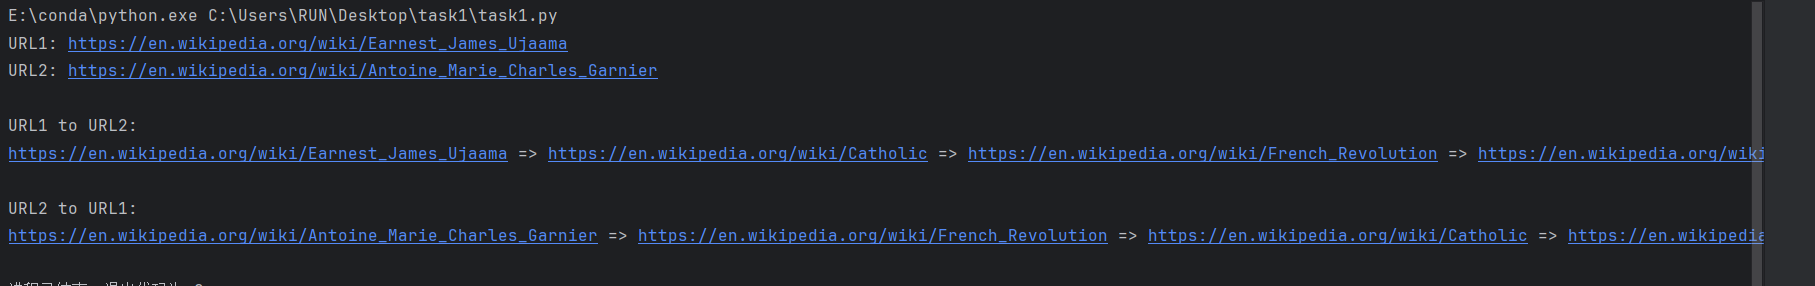 E:\conda\python.exe C:\Users\RUN\Desktop\task1\task1.py
URL1: https://en.wikipedia.org/wiki/Earnest_James_Ujaama
URL2: https://en.wikipedia.org/wiki/Antoine_Marie_Charles_Garnier
URL1 to URL2:
https://en.wikipedia.org/wiki/Earnest_James_Ujaama => https://en.wikipedia.org/wiki/Catholic => https://en.wikipedia.org/wiki/French_Revolution => https://en.wikipedia.org/wiki
URL2 to URL1:
https://en.wikipedia.org/wiki/Antoine_Marie_Charles_Garnier => https://en.wikipedia.org/wiki/French_Revolution => https://en.wikipedia.org/wiki/Catholic => https://en.wikipedia